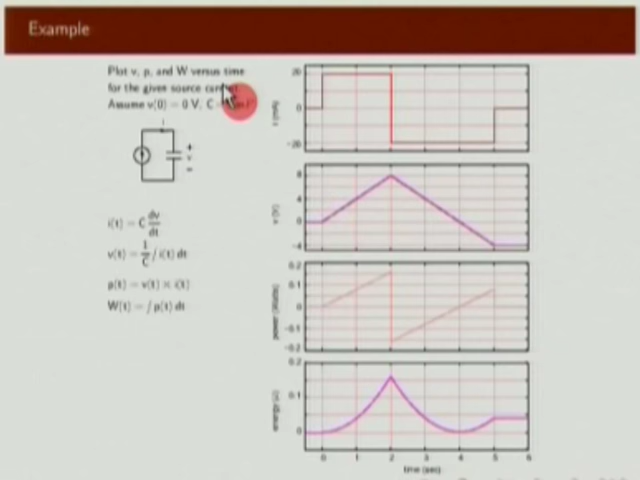 Example
Plot v, p, and W versus time
for the given source
Assume v(0) = 0 V, C
i(t) = C dv/dt
v(t) = 1/C ∫ i(t) dt
p(t) = v(t) × i(t)
W(t) = ∫ p(t) dt
20
0
-20
8
4
0
-4
v (V)
0.2
0.1
0
-0.1
-0.2
power (Watts)
0.2
0.1
0
0 1 2 3 4 5 6
time (sec)